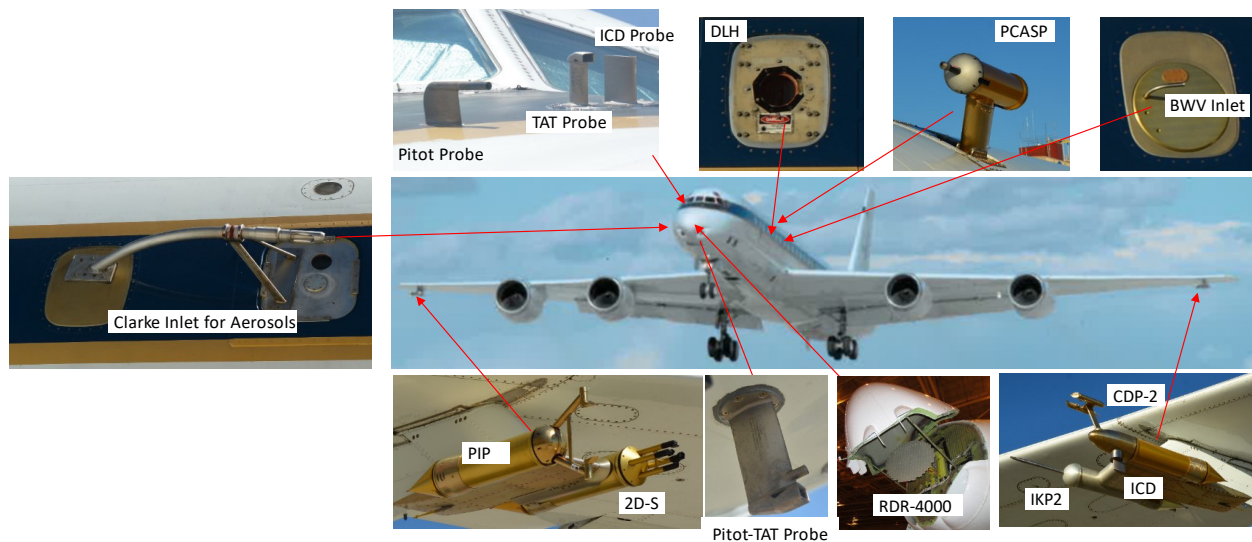 ICD Probe
DLH
PCASP
BWV Inlet
TAT Probe
Pitot Probe
Clarke Inlet for Aerosols
PIP
2D-S
Pitot-TAT Probe
RDR-4000
CDP-2
IKP2
ICD